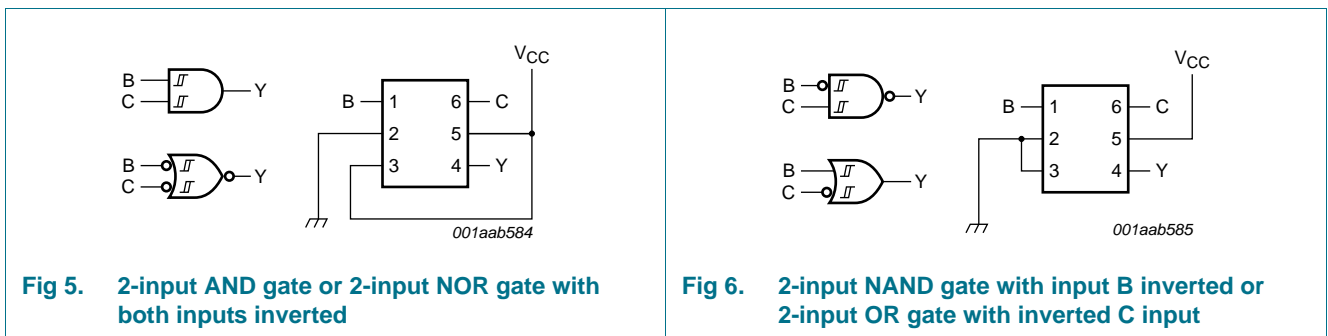 B
C
Y
B
C
Y
VCC
B
1
6
C
2
5
3
4
Y
001aab584
Fig 5. 2-input AND gate or 2-input NOR gate with
both inputs inverted
B
C
Y
B
C
Y
VCC
B
1
6
C
2
5
3
4
Y
001aab585
Fig 6. 2-input NAND gate with input B inverted or
2-input OR gate with inverted C input